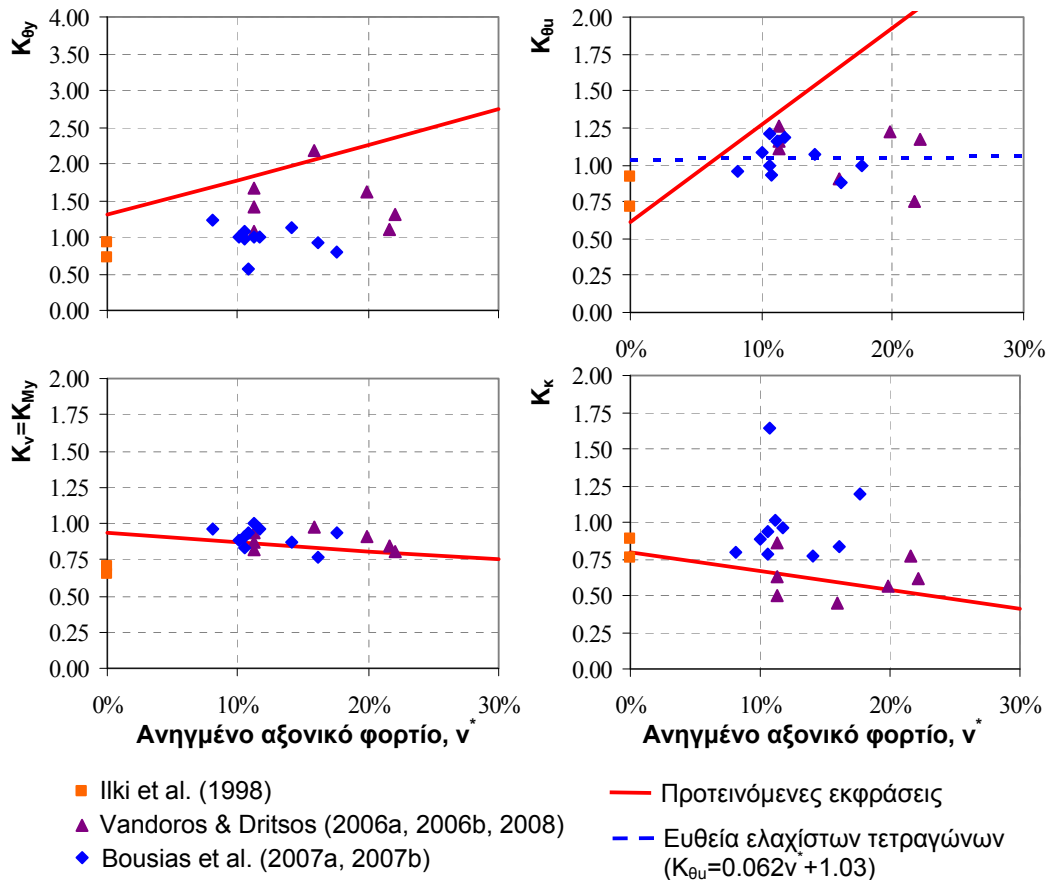 Kθy
4.00
3.50
3.00
2.50
2.00
1.50
1.00
0.50
0.00
Kθu
2.00
1.75
1.50
1.25
1.00
0.75
0.50
0.25
0.00
0% 10% 20% 30%
Kv=KMy
2.00
1.75
1.50
1.25
1.00
0.75
0.50
0.25
0.00
0% 10% 20% 30%
Ανηγμένο αξονικό φορτίο, ν*
Kκ
2.00
1.75
1.50
1.25
1.00
0.75
0.50
0.25
0.00
0% 10% 20% 30%
Ανηγμένο αξονικό φορτίο, ν*
Ilki et al. (1998)
Vandoros & Dritsos (2006a, 2006b, 2008)
Bousias et al. (2007a, 2007b)
Προτεινόμενες εκφράσεις
Ευθεία ελαχίστων τετραγώνων
(Kθu=0.062ν*+1.03)